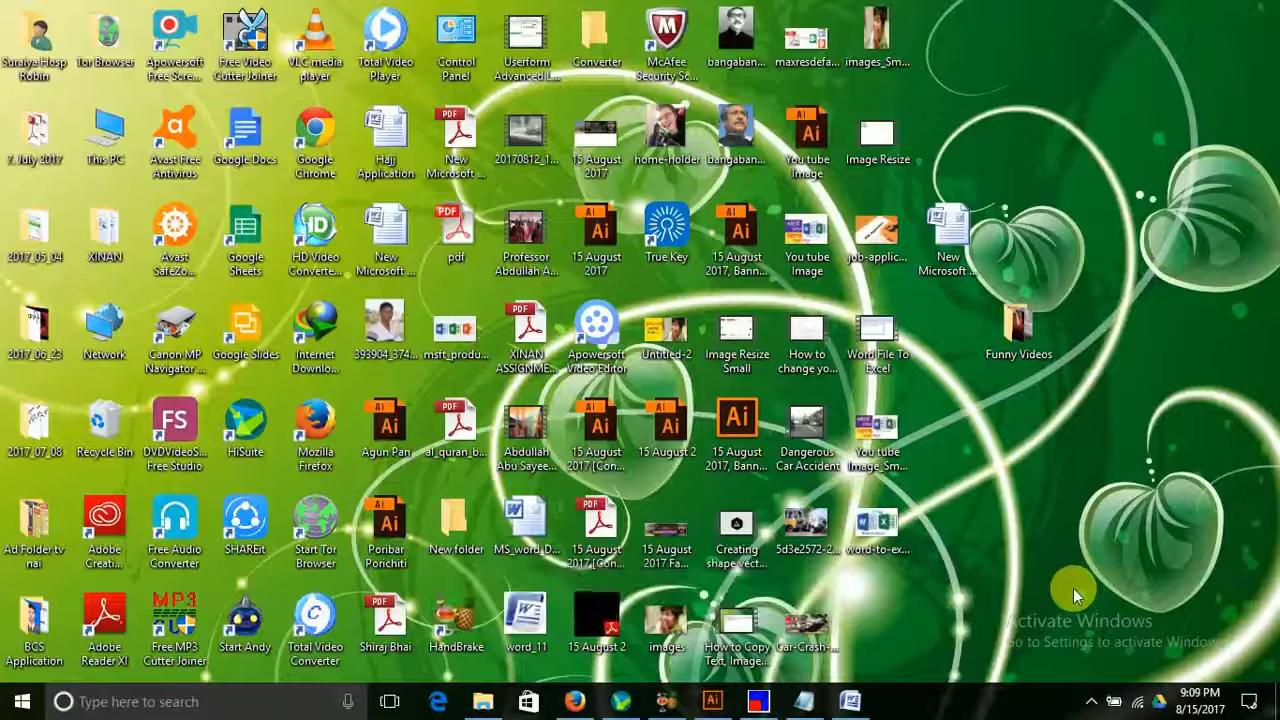 Suraiya Hosp
Robin
Tor Browser
Apowersoft
Free Scre...
Free Video
Cutter Joiner
VLC media
player
Total Video
Player
Control
Panel
Userform
Advanced L...
Converter
McAfee
Security Sc...
bangaban...
maxresdefa...
images_Sm...
7. July 2017
This PC
Avast Free
Antivirus
Google Docs
Google
Chrome
Hajj
Application
New
Microsoft ...
20170812_1...
15 August
2017
home-holder
bangaban...
You tube
Image
Image Resize
2017_05_04
XINAN
Avast
SafeZo...
Google
Sheets
HD Video
Converte...
New
Microsoft ...
pdf
Professor
Abdullah A...
15 August
2017
True Key
15 August
2017, Bann...
You tube
Image
job-applic...
New
Microsoft ...
2017_06_23
Network
Canon MP
Navigator ...
Google Slides
Internet
Downlo...
393904_374...
msft_produ...
XINAN
ASSIGNME...
Apowersoft
Video Editor
Untitled-2
Image Resize
Small
How to
change yo...
Word File To
Excel
Funny Videos
2017_07_08
Recycle Bin
DVDVideoS...
Free Studio
HiSuite
Mozilla
Firefox
Agun Pan
al_quran_b...
Abdullah
Abu Sayee...
15 August
2017 [Con...
15 August 2
15 August
2017, Bann...
Dangerous
Car Accident
You tube
Image_Sm...
Ad Folder tv
nai
Adobe
Creati...
Free Audio
Converter
SHAREit
Start Tor
Browser
Poribar
Porichiti
New folder
MS_word_D...
15 August
2017 [Con...
15 August
2017 Fa...
Creating
shape vect...
5d3e2572-2...
word-to-ex...
BCS
Application
Adobe
Reader XI
Free MP3
Cutter Joiner
Start Andy
Total Video
Converter
Shiraj Bhai
HandBrake
word_11
15 August 2
images
How to Copy
Text, Image...
Car-Crash-...
Activate Windows
Go to Settings to activate Windows.
Type here to search
9:09 PM
8/15/2017